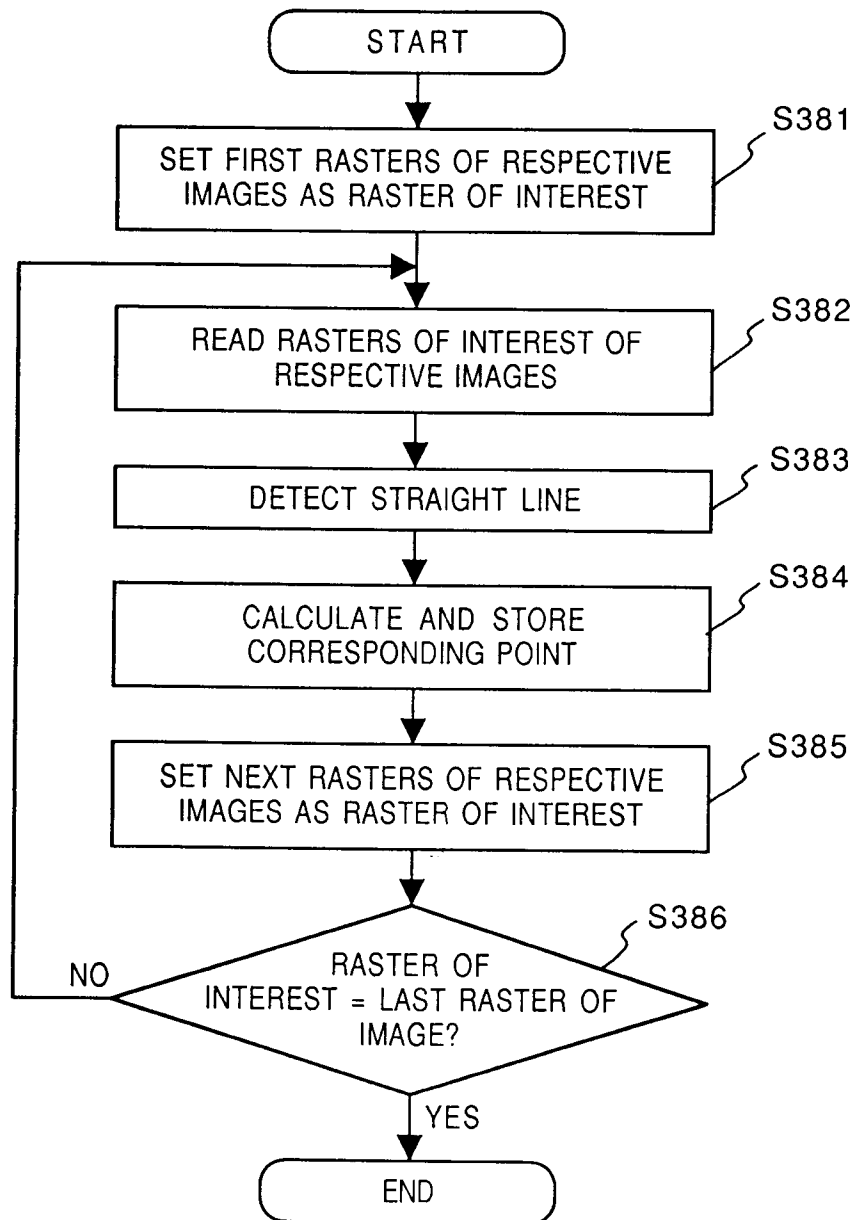 START
S381
SET FIRST RASTERS OF RESPECTIVE
IMAGES AS RASTER OF INTEREST
S382
READ RASTERS OF INTEREST OF
RESPECTIVE IMAGES
S383
DETECT STRAIGHT LINE
S384
CALCULATE AND STORE
CORRESPONDING POINT
S385
SET NEXT RASTERS OF RESPECTIVE
IMAGES AS RASTER OF INTEREST
S386
NO
RASTER OF
INTEREST = LAST RASTER OF
IMAGE?
YES
END